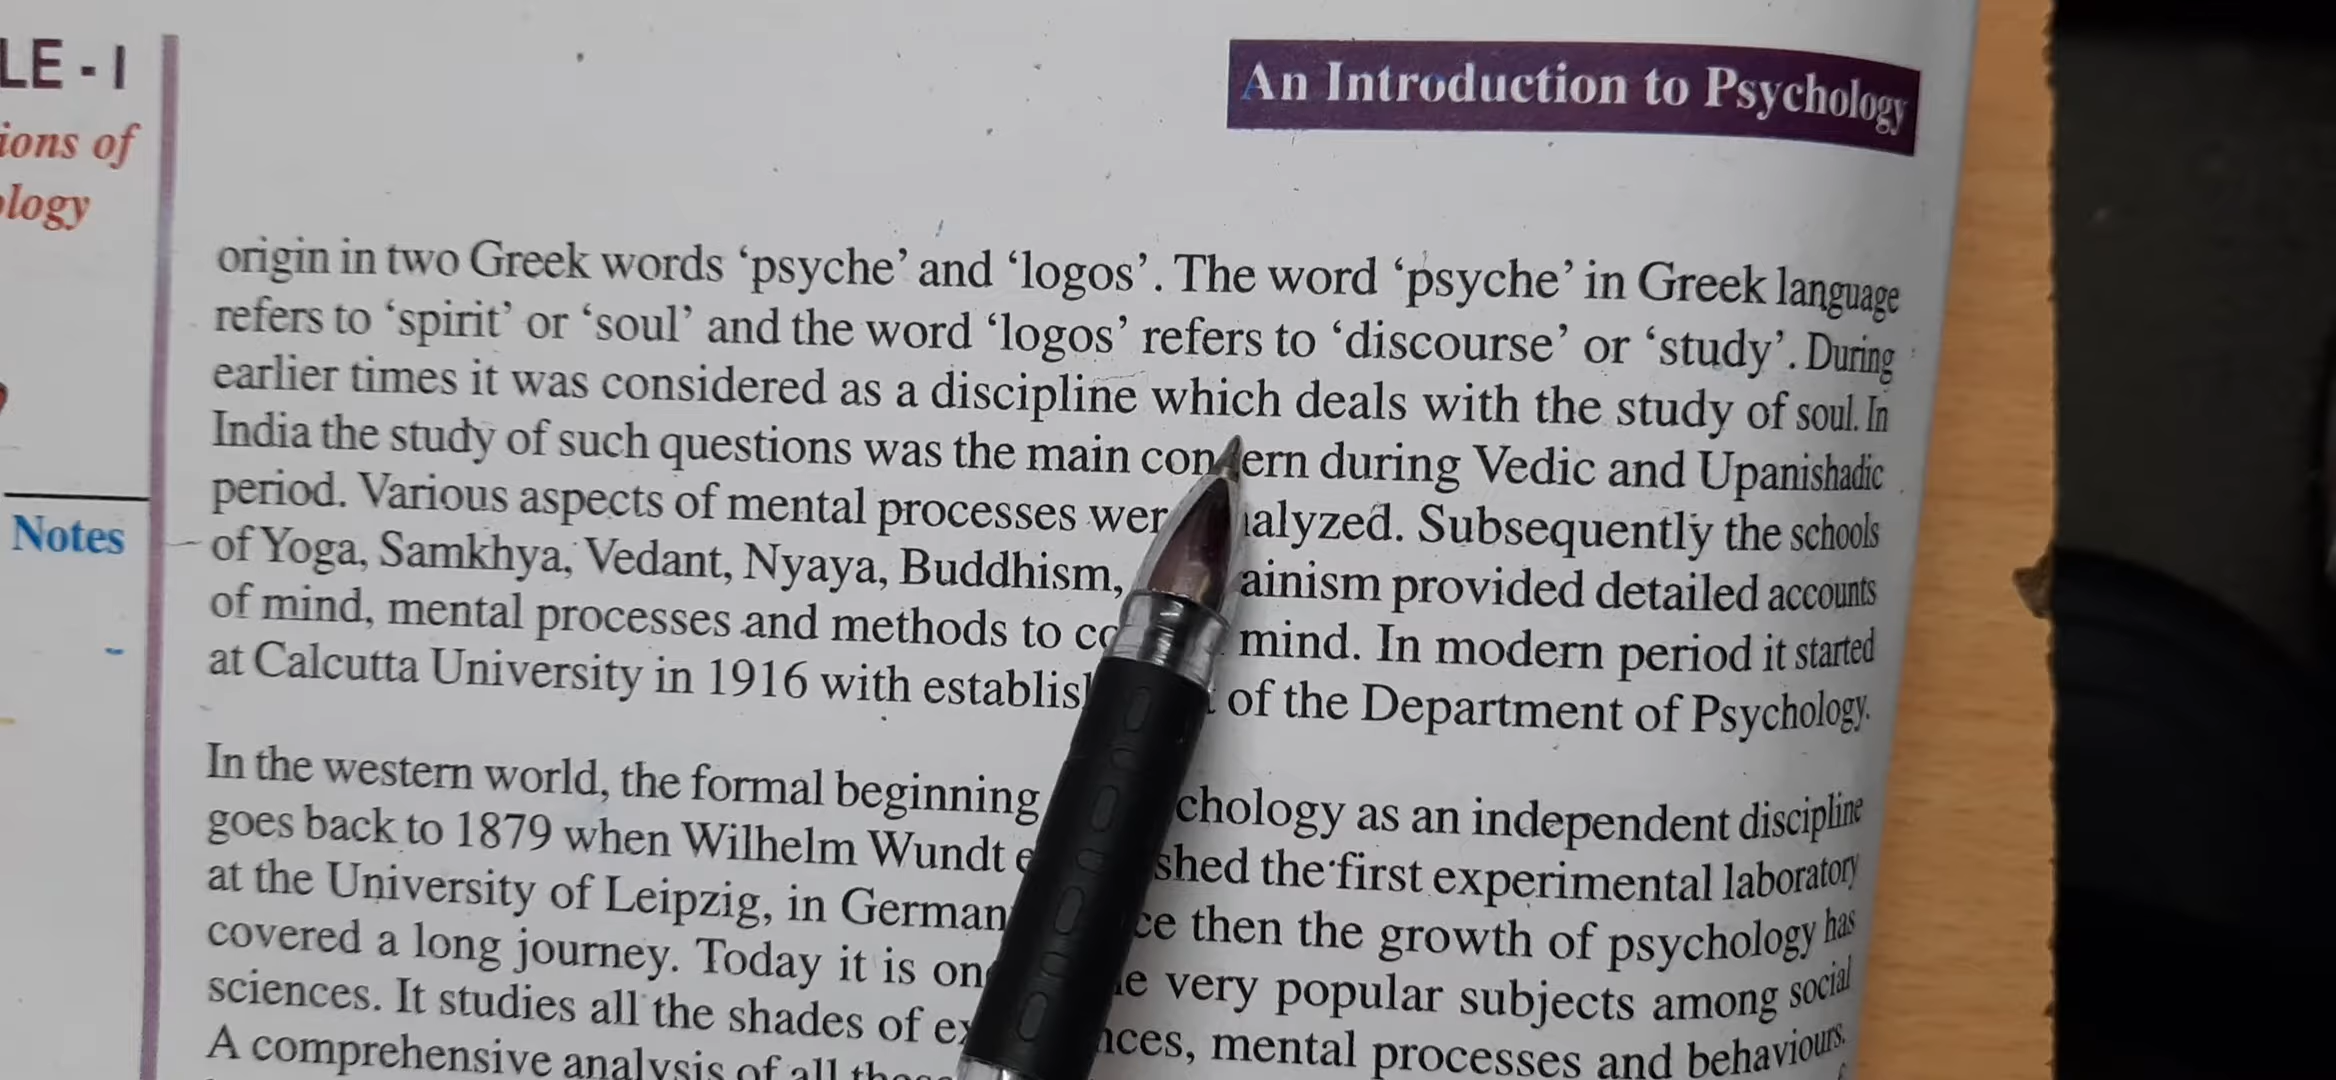 LE - I
ions of
ology
Notes
An Introduction to Psychology
origin in two Greek words ‘psyche’ and ‘logos’. The word ‘psyche’ in Greek language
refers to ‘spirit’ or ‘soul’ and the word ‘logos’ refers to ‘discourse’ or ‘study’. During
earlier times it was considered as a discipline which deals with the study of soul. In
India the study of such questions was the main con ern during Vedic and Upanishadic
period. Various aspects of mental processes wer alyzed. Subsequently the schools
of Yoga, Samkhya, Vedant, Nyaya, Buddhism, ainism provided detailed accounts
of mind, mental processes and methods to co mind. In modern period it started
at Calcutta University in 1916 with establis of the Department of Psychology.
In the western world, the formal beginning chology as an independent discipline
goes back to 1879 when Wilhelm Wundt e shed the first experimental laboratory
at the University of Leipzig, in German ce then the growth of psychology has
covered a long journey. Today it is on e very popular subjects among social
sciences. It studies all the shades of ex nces, mental processes and behaviours.
A comprehensive analysis of all thes